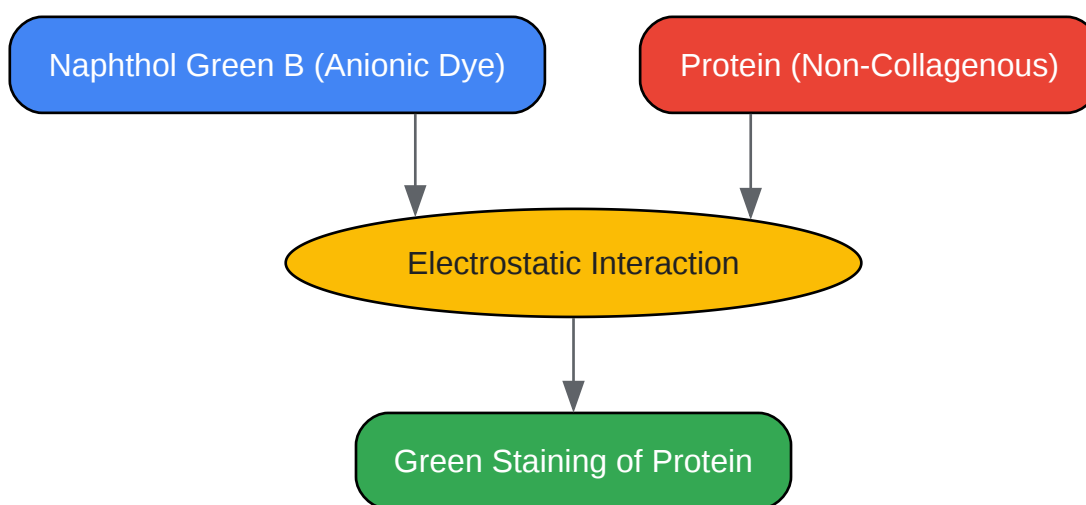 Naphthol Green B (Anionic Dye)
Protein (Non-Collagenous)
Electrostatic Interaction
Green Staining of Protein